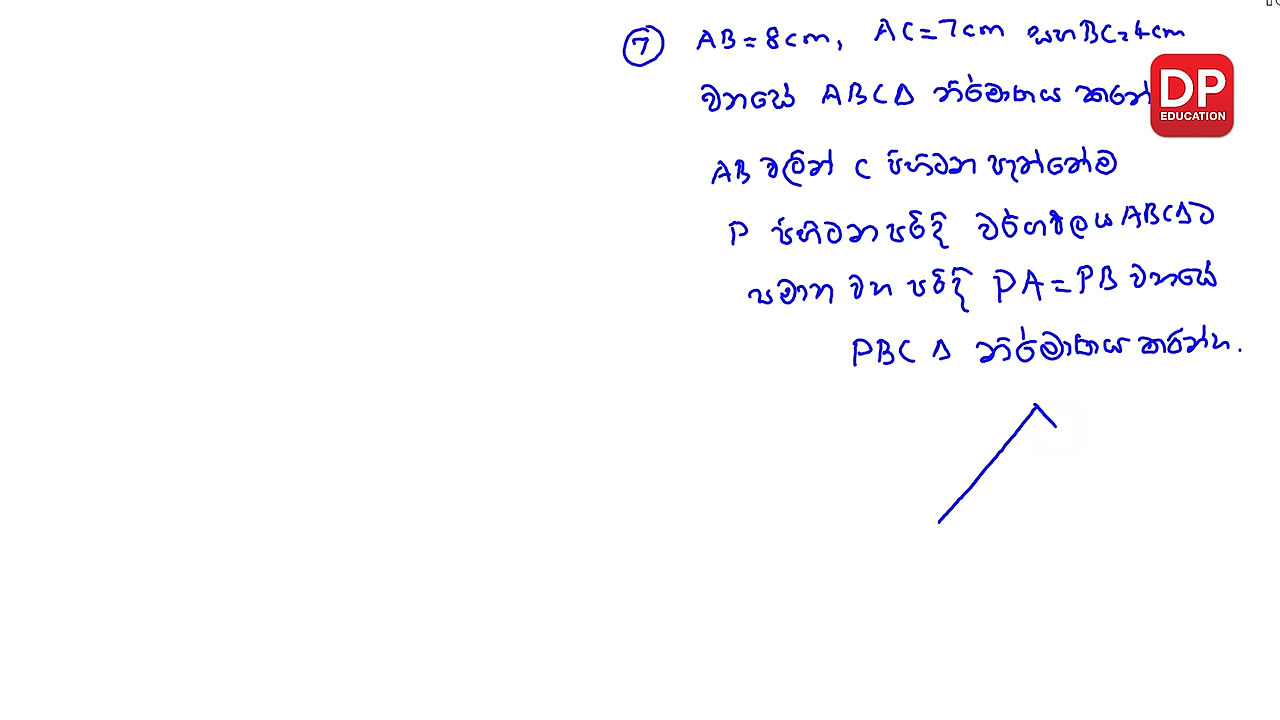 7 AB = 8cm, AC = 7cm සහ BC = 4cm
වනසේ ABC Δ නිර්මාණය කරන්
DP
EDUCATION
AB වලින් C පිහිටන පැත්තේම
P පිහිටන පරිදි වර්ගඵලය ABC Δ ට
සමාන වන පරිදි PA = PB වනසේ
PBC Δ නිර්මාණය කරන්න.